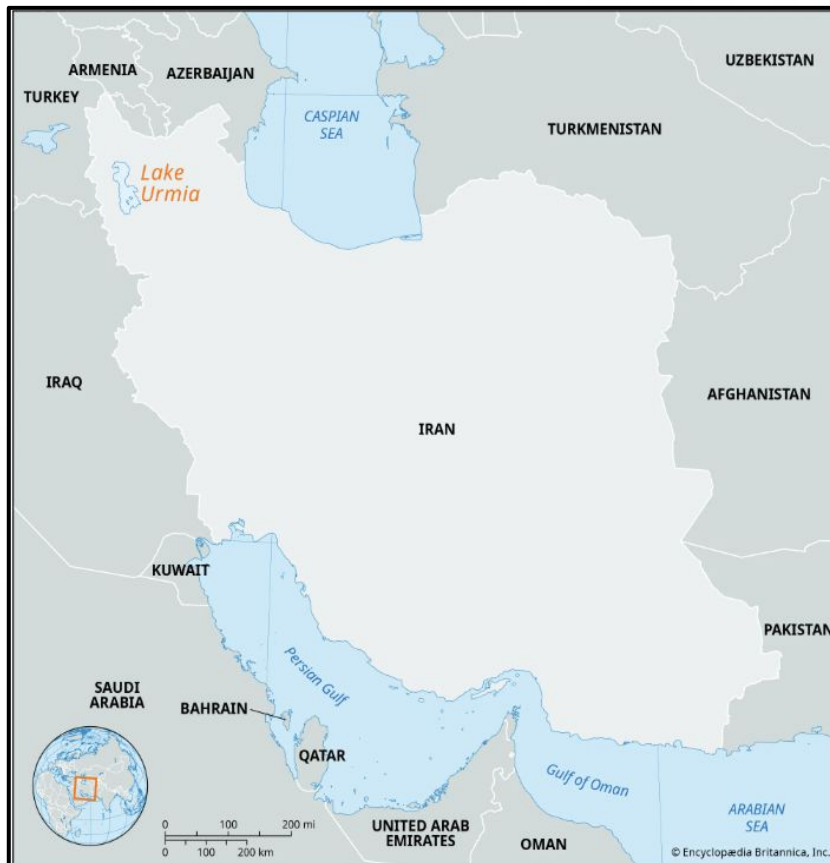 UZBEKISTAN
ARMENIA
AZERBAIJAN
TURKEY
CASPIAN
SEA
TURKMENISTAN
Lake
Urmia
IRAQ
AFGHANISTAN
IRAN
KUWAIT
PAKISTAN
Persian Gulf
SAUDI
ARABIA
BAHRAIN
QATAR
Gulf of Oman
ARABIAN
SEA
UNITED ARAB
EMIRATES
OMAN
0 100 200 mi
0 100 200 km
© Encyclopædia Britannica, Inc.